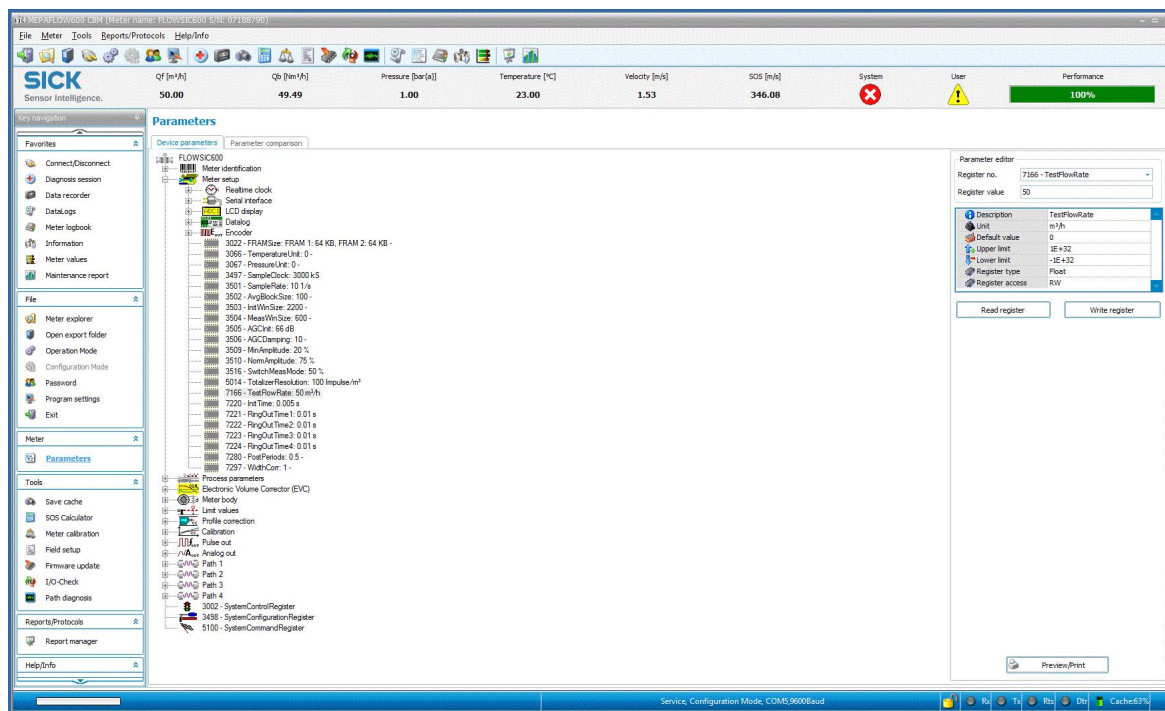 MEPAFLOW600 CBM (Meter name: FLOWSIC600 S/N: 07188790)
File Meter Tools Reports/Protocols Help/Info
SICK
Sensor Intelligence.
Qf [m³/h] Qb [Nm³/h] Pressure [bar(a)] Temperature [°C] Velocity [m/s] SOS [m/s] System User Performance
50.00 49.49 1.00 23.00 1.53 346.08 100%
Key navigation
Favorites
Connect/Disconnect
Diagnosis session
Data recorder
DataLogs
Meter logbook
Information
Meter values
Maintenance report
File
Meter explorer
Open export folder
Operation Mode
Configuration Mode
Password
Program settings
Exit
Meter
Parameters
Tools
Save cache
SOS Calculator
Meter calibration
Field setup
Firmware update
I/O-Check
Path diagnosis
Reports/Protocols
Report manager
Help/Info
Parameters
Device parameters Parameter comparison
FLOWSIC600
Meter identification
Meter setup
Realtime clock
Serial interface
LCD display
Datalog
Encoder
3022 - FRAMSize: FRAM 1: 64 KB, FRAM 2: 64 KB -
3066 - TemperatureUnit: 0 -
3067 - PressureUnit: 0 -
3497 - SampleClock: 3000 kS
3501 - SampleRate: 10 1/s
3502 - AvgBlockSize: 100 -
3503 - InitWinSize: 2200 -
3504 - MeasWinSize: 600 -
3505 - AGCInit: 66 dB
3506 - AGCDamping: 10 -
3509 - MinAmplitude: 20 %
3510 - NormAmplitude: 75 %
3516 - SwitchMeasMode: 50 %
5014 - TotalizerResolution: 100 Impulse/m³
7166 - TestFlowRate: 50 m³/h
7220 - InitTime: 0.005 s
7221 - RingOutTime1: 0.01 s
7222 - RingOutTime2: 0.01 s
7223 - RingOutTime3: 0.01 s
7224 - RingOutTime4: 0.01 s
7280 - PostPeriods: 0.5 -
7297 - WidthCorr: 1 -
Process parameters
Electronic Volume Corrector (EVC)
Meter body
Limit values
Profile correction
Calibration
Pulse out
Analog out
Path 1
Path 2
Path 3
Path 4
3002 - SystemControlRegister
3498 - SystemConfigurationRegister
5100 - SystemCommandRegister
Parameter editor
Register no. 7166 - TestFlowRate
Register value 50
Description TestFlowRate
Unit m³/h
Default value 0
Upper limit 1E+32
Lower limit -1E+32
Register type Float
Register access RW
Read register Write register
Preview/Print
Service, Configuration Mode, COM5,9600Baud Rx Tx Rts Dtr Cache:63%